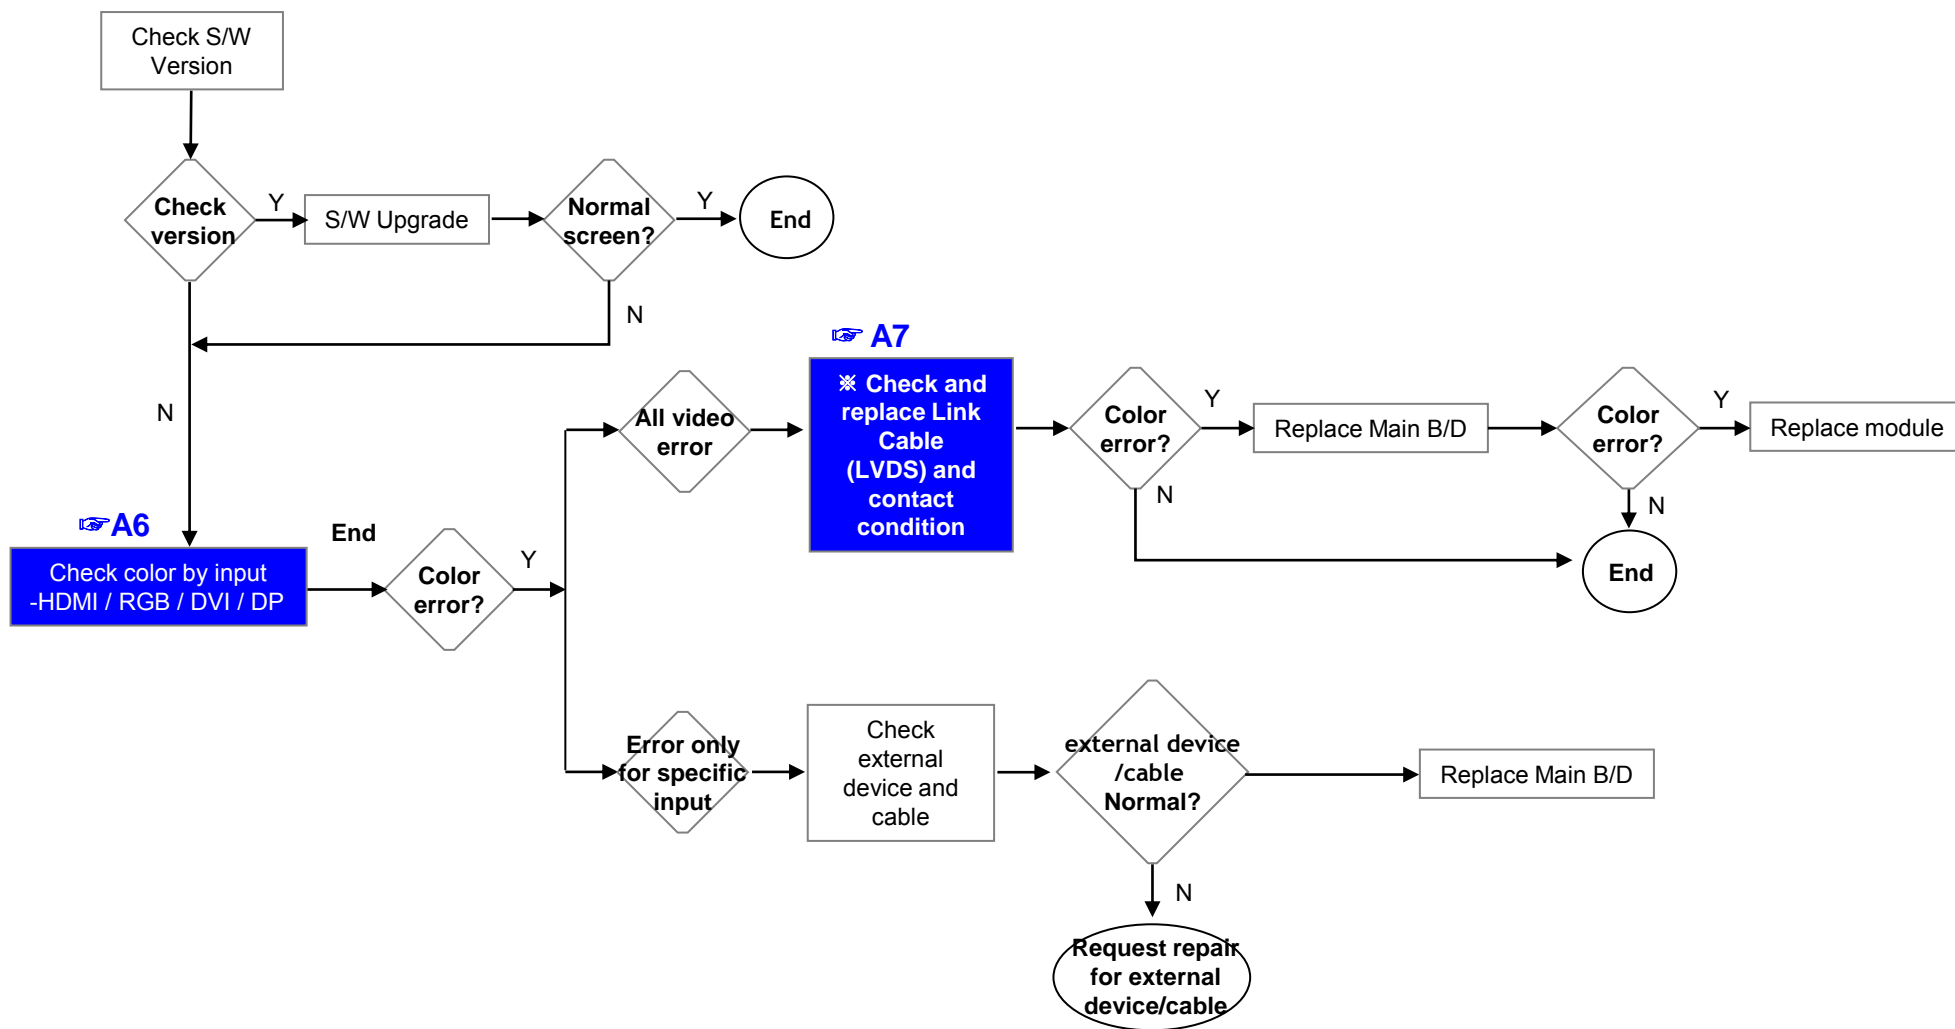 Check S/W
Version
Check
version
Y
S/W Upgrade
Normal
screen?
Y
End
N
N
☞ A7
※ Check and
replace Link
Cable
(LVDS) and
contact
condition
All video
error
Color
error?
Y
Replace Main B/D
Color
error?
Y
Replace module
N
N
End
☞A6
Check color by input
-HDMI / RGB / DVI / DP
End
Color
error?
Y
Error only
for specific
input
Check
external
device and
cable
external device
/cable
Normal?
Replace Main B/D
N
Request repair
for external
device/cable